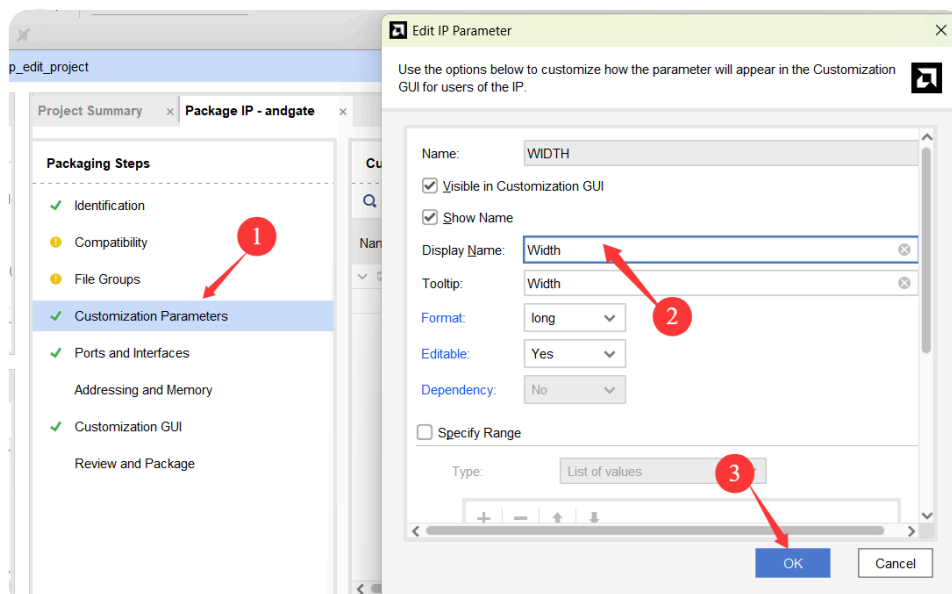 p_edit_project
Project Summary × Package IP - andgate ×
Packaging Steps
Identification
Compatibility
File Groups
Customization Parameters
Ports and Interfaces
Addressing and Memory
Customization GUI
Review and Package
1
Cu
Nan
Edit IP Parameter
Use the options below to customize how the parameter will appear in the Customization
GUI for users of the IP.
Name: WIDTH
Visible in Customization GUI
Show Name
Display Name: Width
Tooltip: Width
2
Format: long
Editable: Yes
Dependency: No
Specify Range
Type: List of values
3
OK Cancel